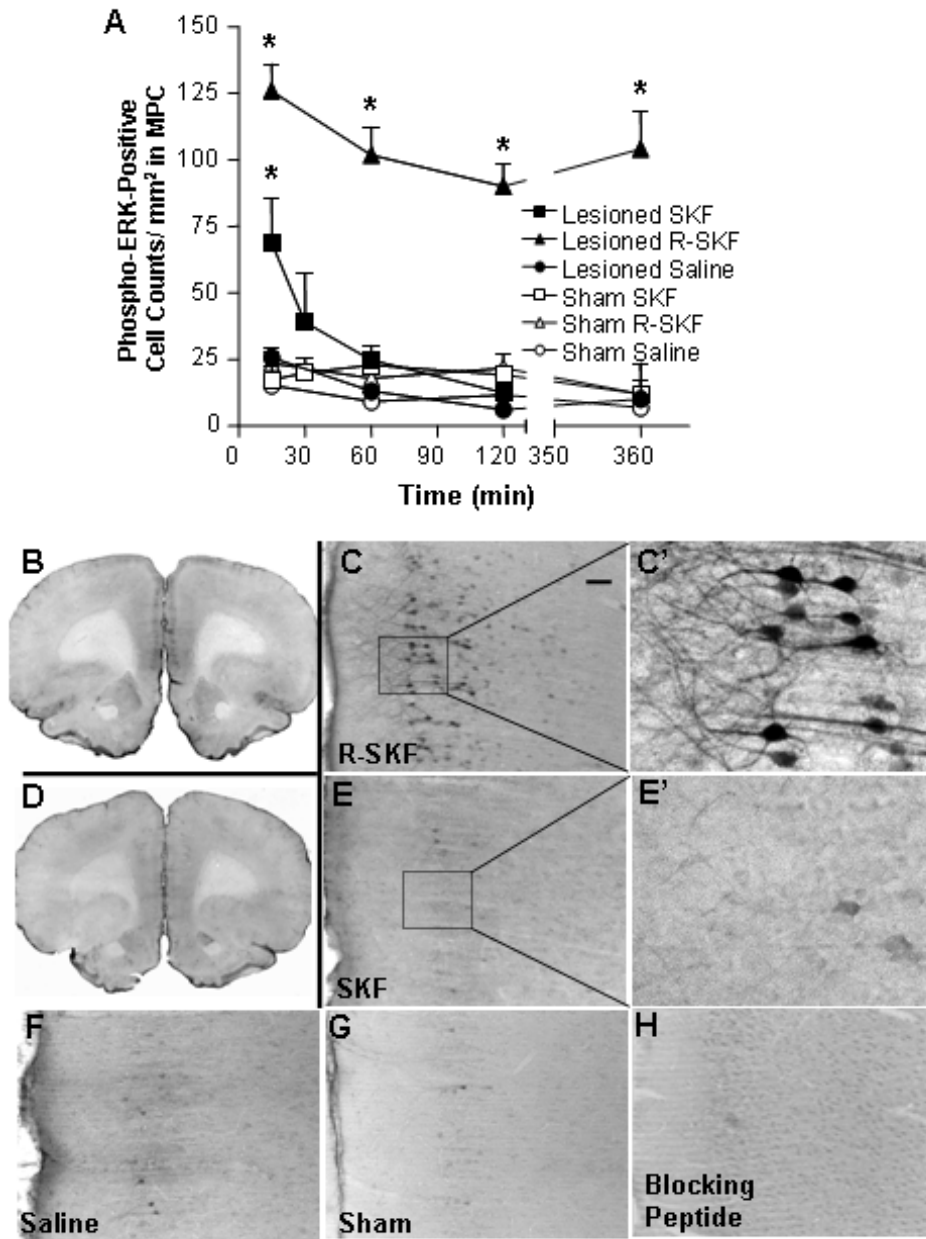 A
Phospho-ERK-Positive
Cell Counts/ mm² in MPC
150
125
100
75
50
25
0
*
*
*
*
*
Lesioned SKF
Lesioned R-SKF
Lesioned Saline
Sham SKF
Sham R-SKF
Sham Saline
0 30 60 90 120 350 360
Time (min)
B
C
C'
R-SKF
D
E
E'
SKF
F
G
H
Saline
Sham
Blocking
Peptide